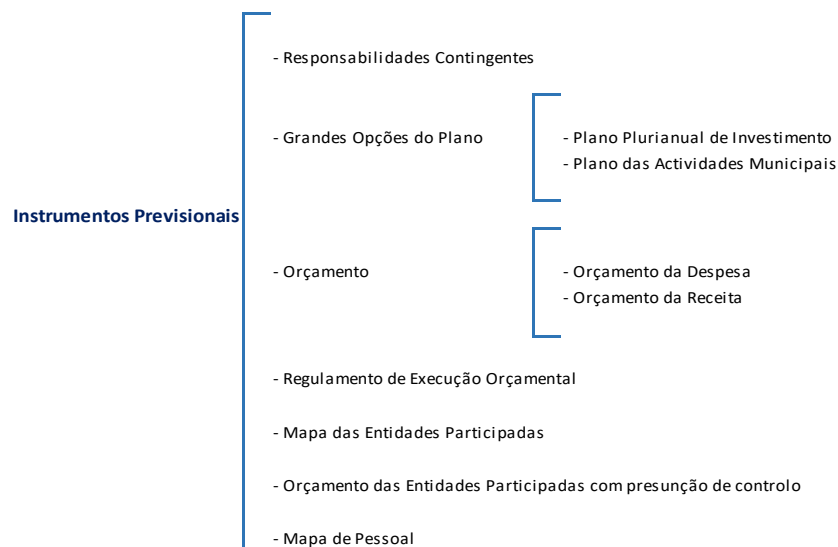 - Responsabilidades Contingentes
- Grandes Opções do Plano
- Plano Plurianual de Investimento
- Plano das Actividades Municipais
Instrumentos Previsionais
- Orçamento
- Orçamento da Despesa
- Orçamento da Receita
- Regulamento de Execução Orçamental
- Mapa das Entidades Participadas
- Orçamento das Entidades Participadas com presunção de controlo
- Mapa de Pessoal